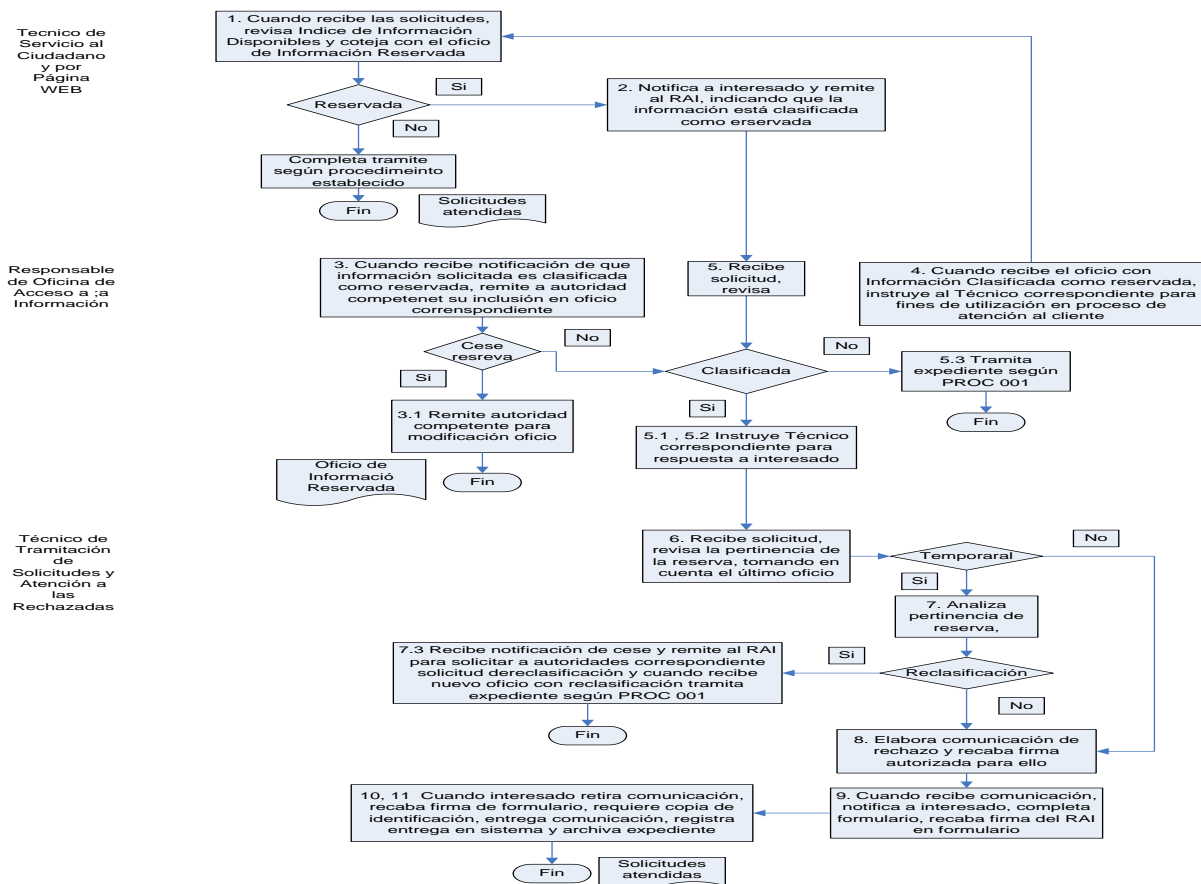 Tecnico de
Servicio al
Ciudadano
y por
Página
WEB
1. Cuando recibe las solicitudes,
revisa Indice de Información
Disponibles y coteja con el oficio
de Información Reservada
Si
Reservada
No
2. Notifica a interesado y remite
al RAI, indicando que la
información está clasificada
como erservada
Completa tramite
según procedimeinto
establecido
Fin
Solicitudes
atendidas
Responsable
de Oficina de
Acceso a ;a
Información
3. Cuando recibe notificación de que
información solicitada es clasificada
como reservada, remite a autoridad
competenet su inclusión en oficio
correnspondiente
5. Recibe
solicitud,
revisa
4. Cuando recibe el oficio con
Información Clasificada como reservada,
instruye al Técnico correspondiente para
fines de utilización en proceso de
atención al cliente
Cese
resreva
No
Si
Clasificada
No
Si
5.3 Tramita
expediente según
PROC 001
Fin
3.1 Remite autoridad
competente para
modificación oficio
5.1 , 5.2 Instruye Técnico
correspondiente para
respuesta a interesado
Oficio de
Informació
Reservada
Fin
Técnico de
Tramitación
de
Solicitudes y
Atención a
las
Rechazadas
6. Recibe solicitud,
revisa la pertinencia de
la reserva, tomando en
cuenta el último oficio
Temporaral
No
Si
7. Analiza
pertinencia de
reserva,
7.3 Recibe notificación de cese y remite al RAI
para solicitar a autoridades correspondiente
solicitud dereclasificación y cuando recibe
nuevo oficio con reclasificación tramita
expediente según PROC 001
Si
Reclasificación
No
Fin
8. Elabora comunicación de
rechazo y recaba firma
autorizada para ello
10, 11 Cuando interesado retira comunicación,
recaba firma de formulario, requiere copia de
identificación, entrega comunicación, registra
entrega en sistema y archiva expediente
9. Cuando recibe comunicación,
notifica a interesado, completa
formulario, recaba firma del RAI
en formulario
Fin
Solicitudes
atendidas